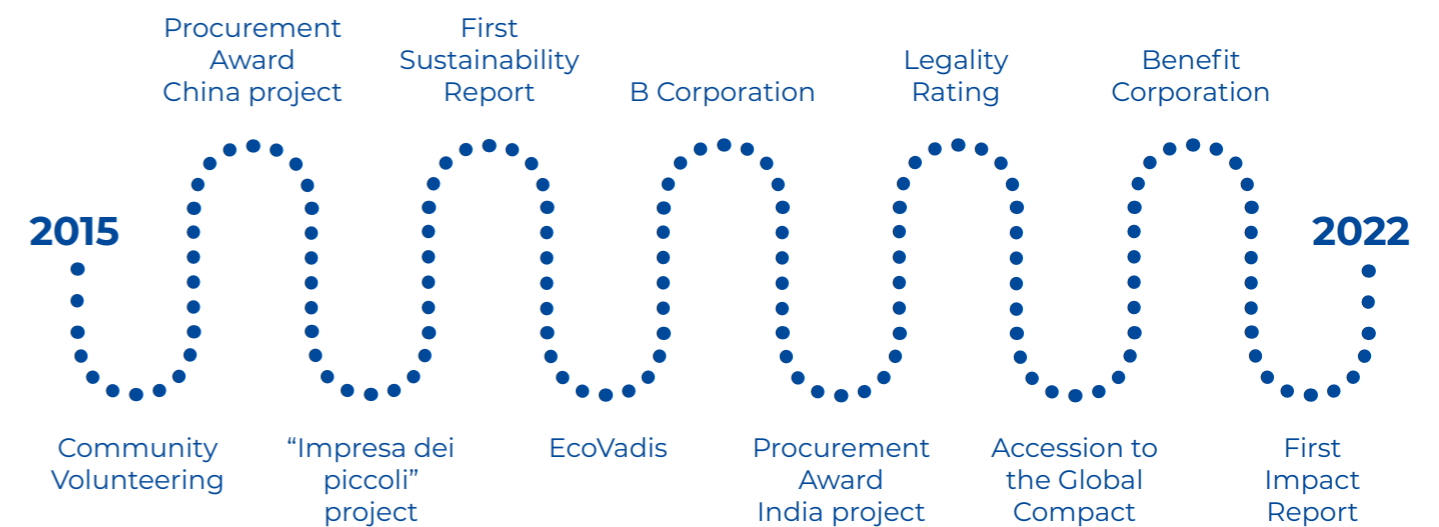 Procurement
Award
China project
First
Sustainability
Report
B Corporation
Legality
Rating
Benefit
Corporation
2015
2022
Community
Volunteering
“Impresa dei
piccoli”
project
EcoVadis
Procurement
Award
India project
Accession to
the Global
Compact
First
Impact
Report